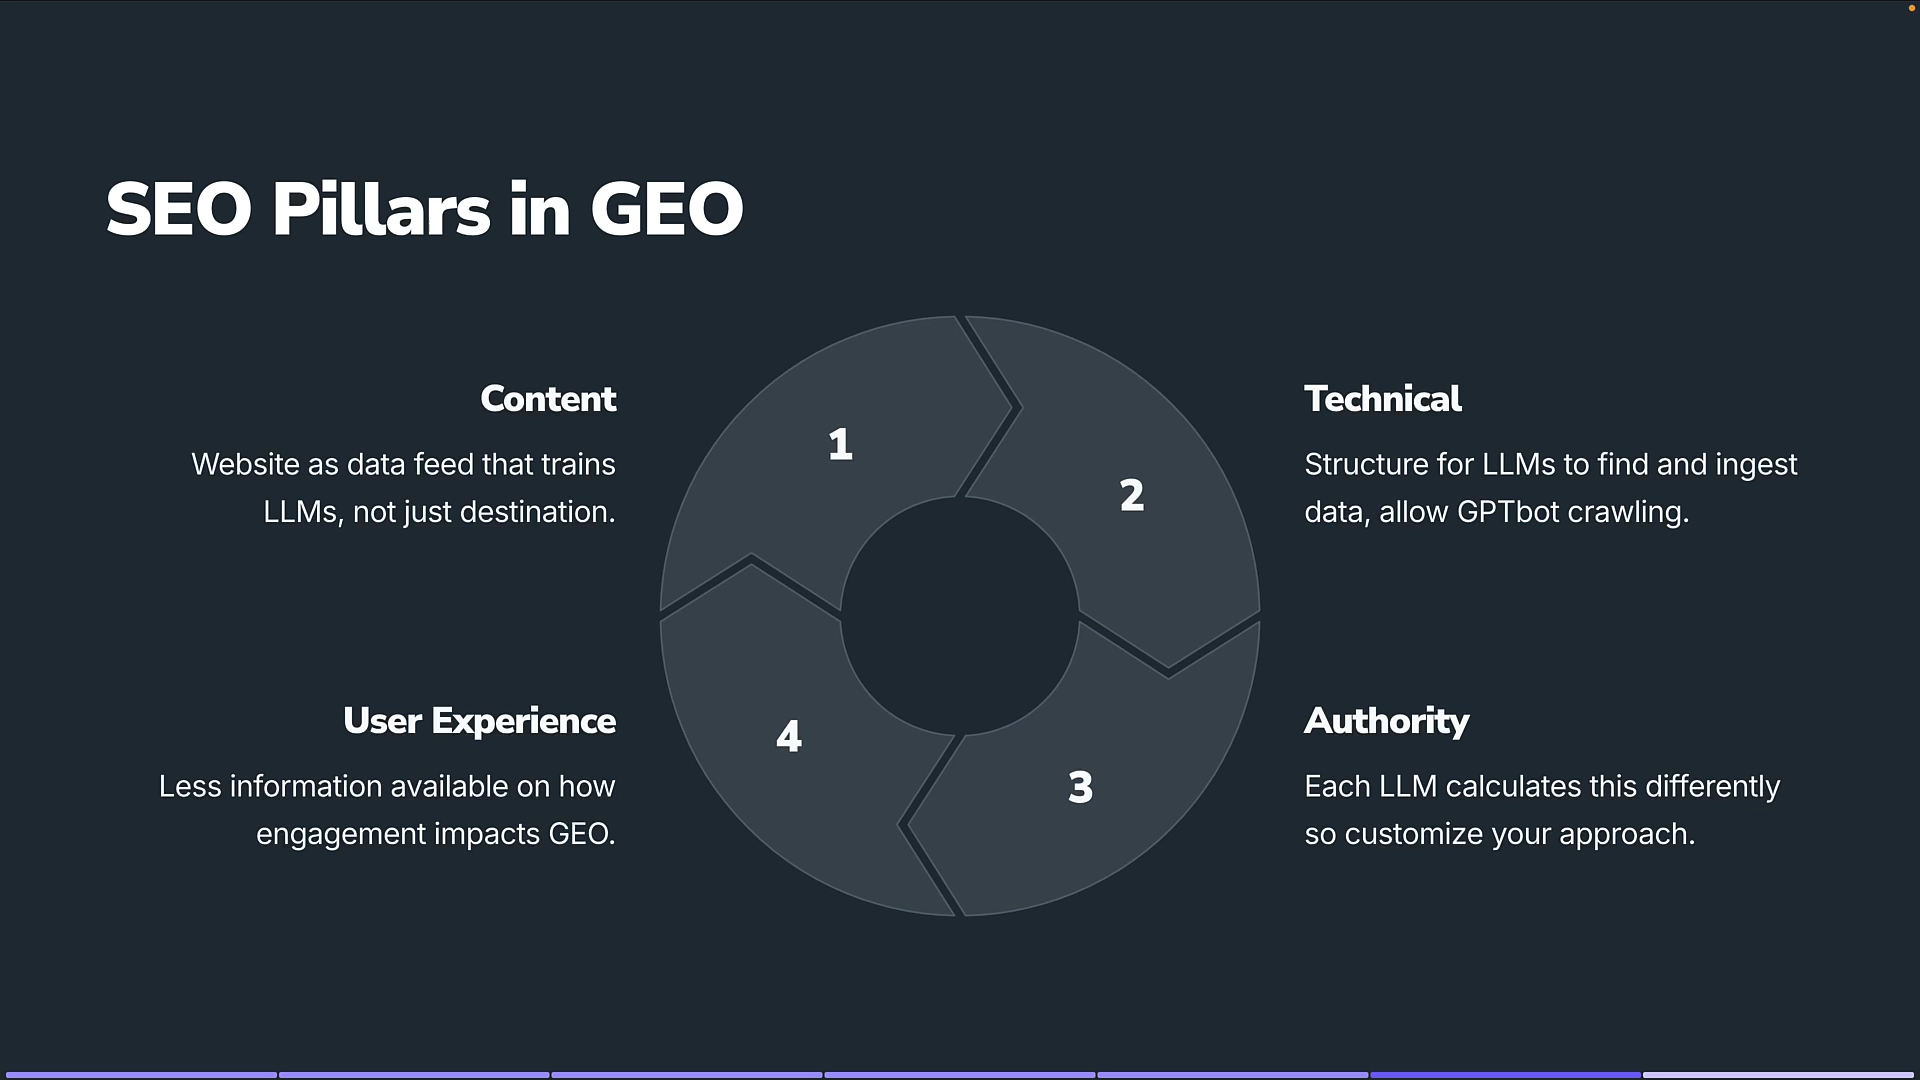 SEO Pillars in GEO
Content
Website as data feed that trains
LLMs, not just destination.
1
2
Technical
Structure for LLMs to find and ingest
data, allow GPTbot crawling.
User Experience
Less information available on how
engagement impacts GEO.
4
3
Authority
Each LLM calculates this differently
so customize your approach.